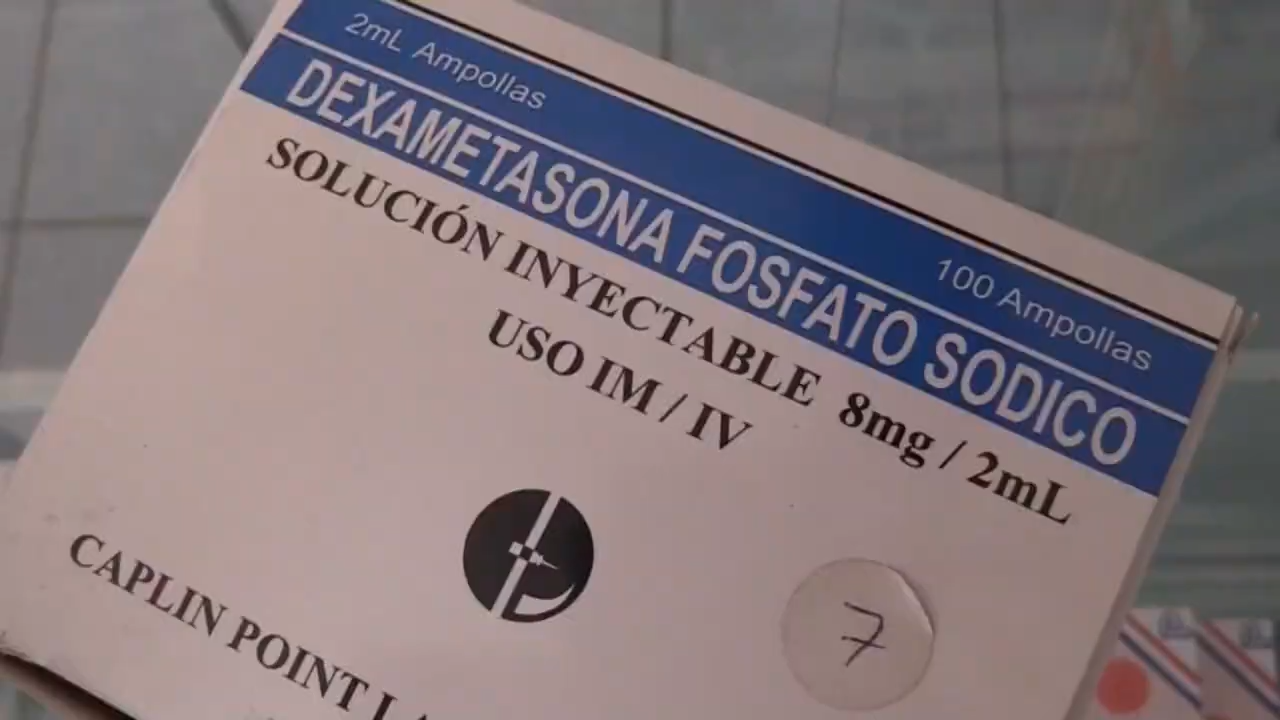 2mL Ampollas
100 Ampollas
DEXAMETASONA FOSFATO SODICO
SOLUCIÓN INYECTABLE 8mg / 2mL
USO IM / IV
7
CAPLIN POINT